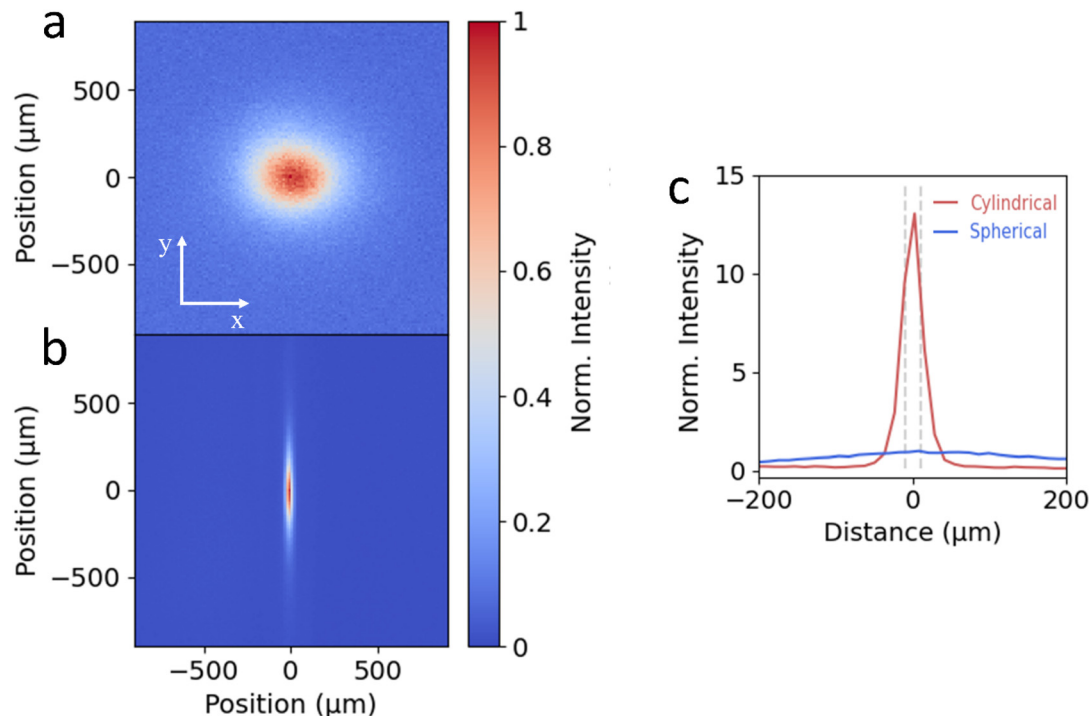 a
Position (µm)
500
0
−500
y
x
b
Position (µm)
500
0
−500
−500
0
500
Position (µm)
1
0.8
0.6
0.4
0.2
0
Norm. Intensity
c
Norm. Intensity
15
10
5
0
−200
0
200
Distance (µm)
Cylindrical
Spherical